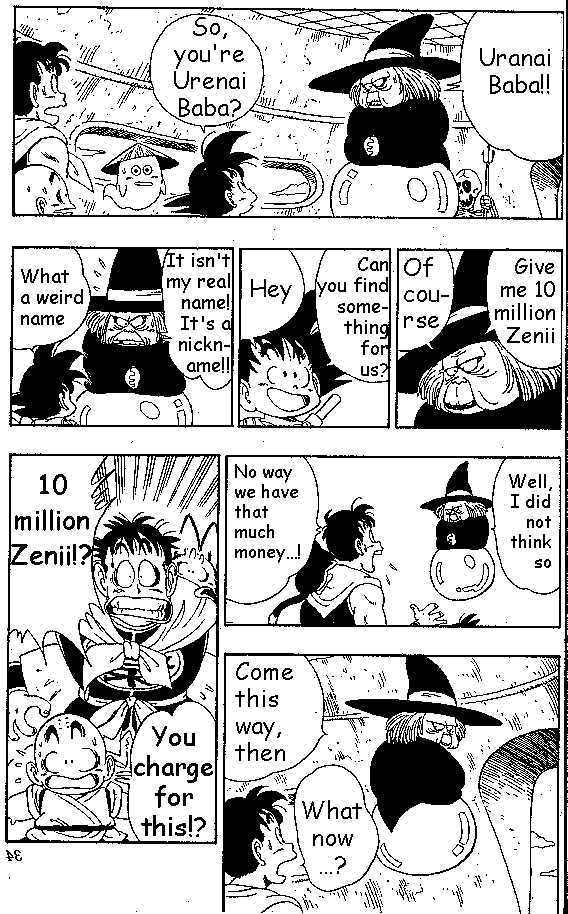 So,
you're
Urenai
Baba?
Uranai
Baba!!
What
a weird
name
It isn't
my real
name!
It's a
nickn-
ame!!
Hey
Can
you find
some-
thing
for
us?
Of
cou-
rse
Give
me 10
million
Zenii
10
million
Zenii!?
You
charge
for
this!?
No way
we have
that
much
money...!
Well,
I did
not
think
so
Come
this
way,
then
What
now
...?
34